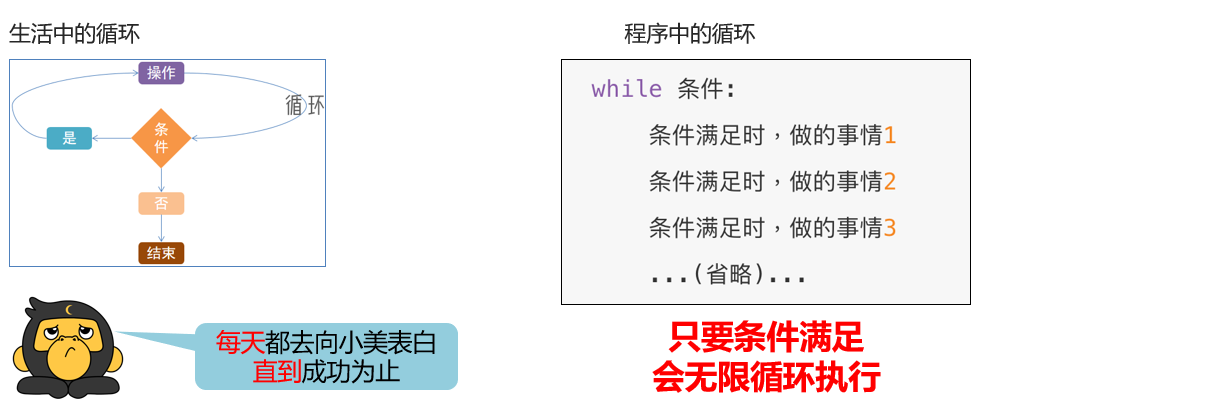 生活中的循环
操作
循环
条
件
是
否
结束
每天都去向小美表白
直到成功为止
程序中的循环
while 条件:
条件满足时，做的事情1
条件满足时，做的事情2
条件满足时，做的事情3
...(省略)...
只要条件满足
会无限循环执行